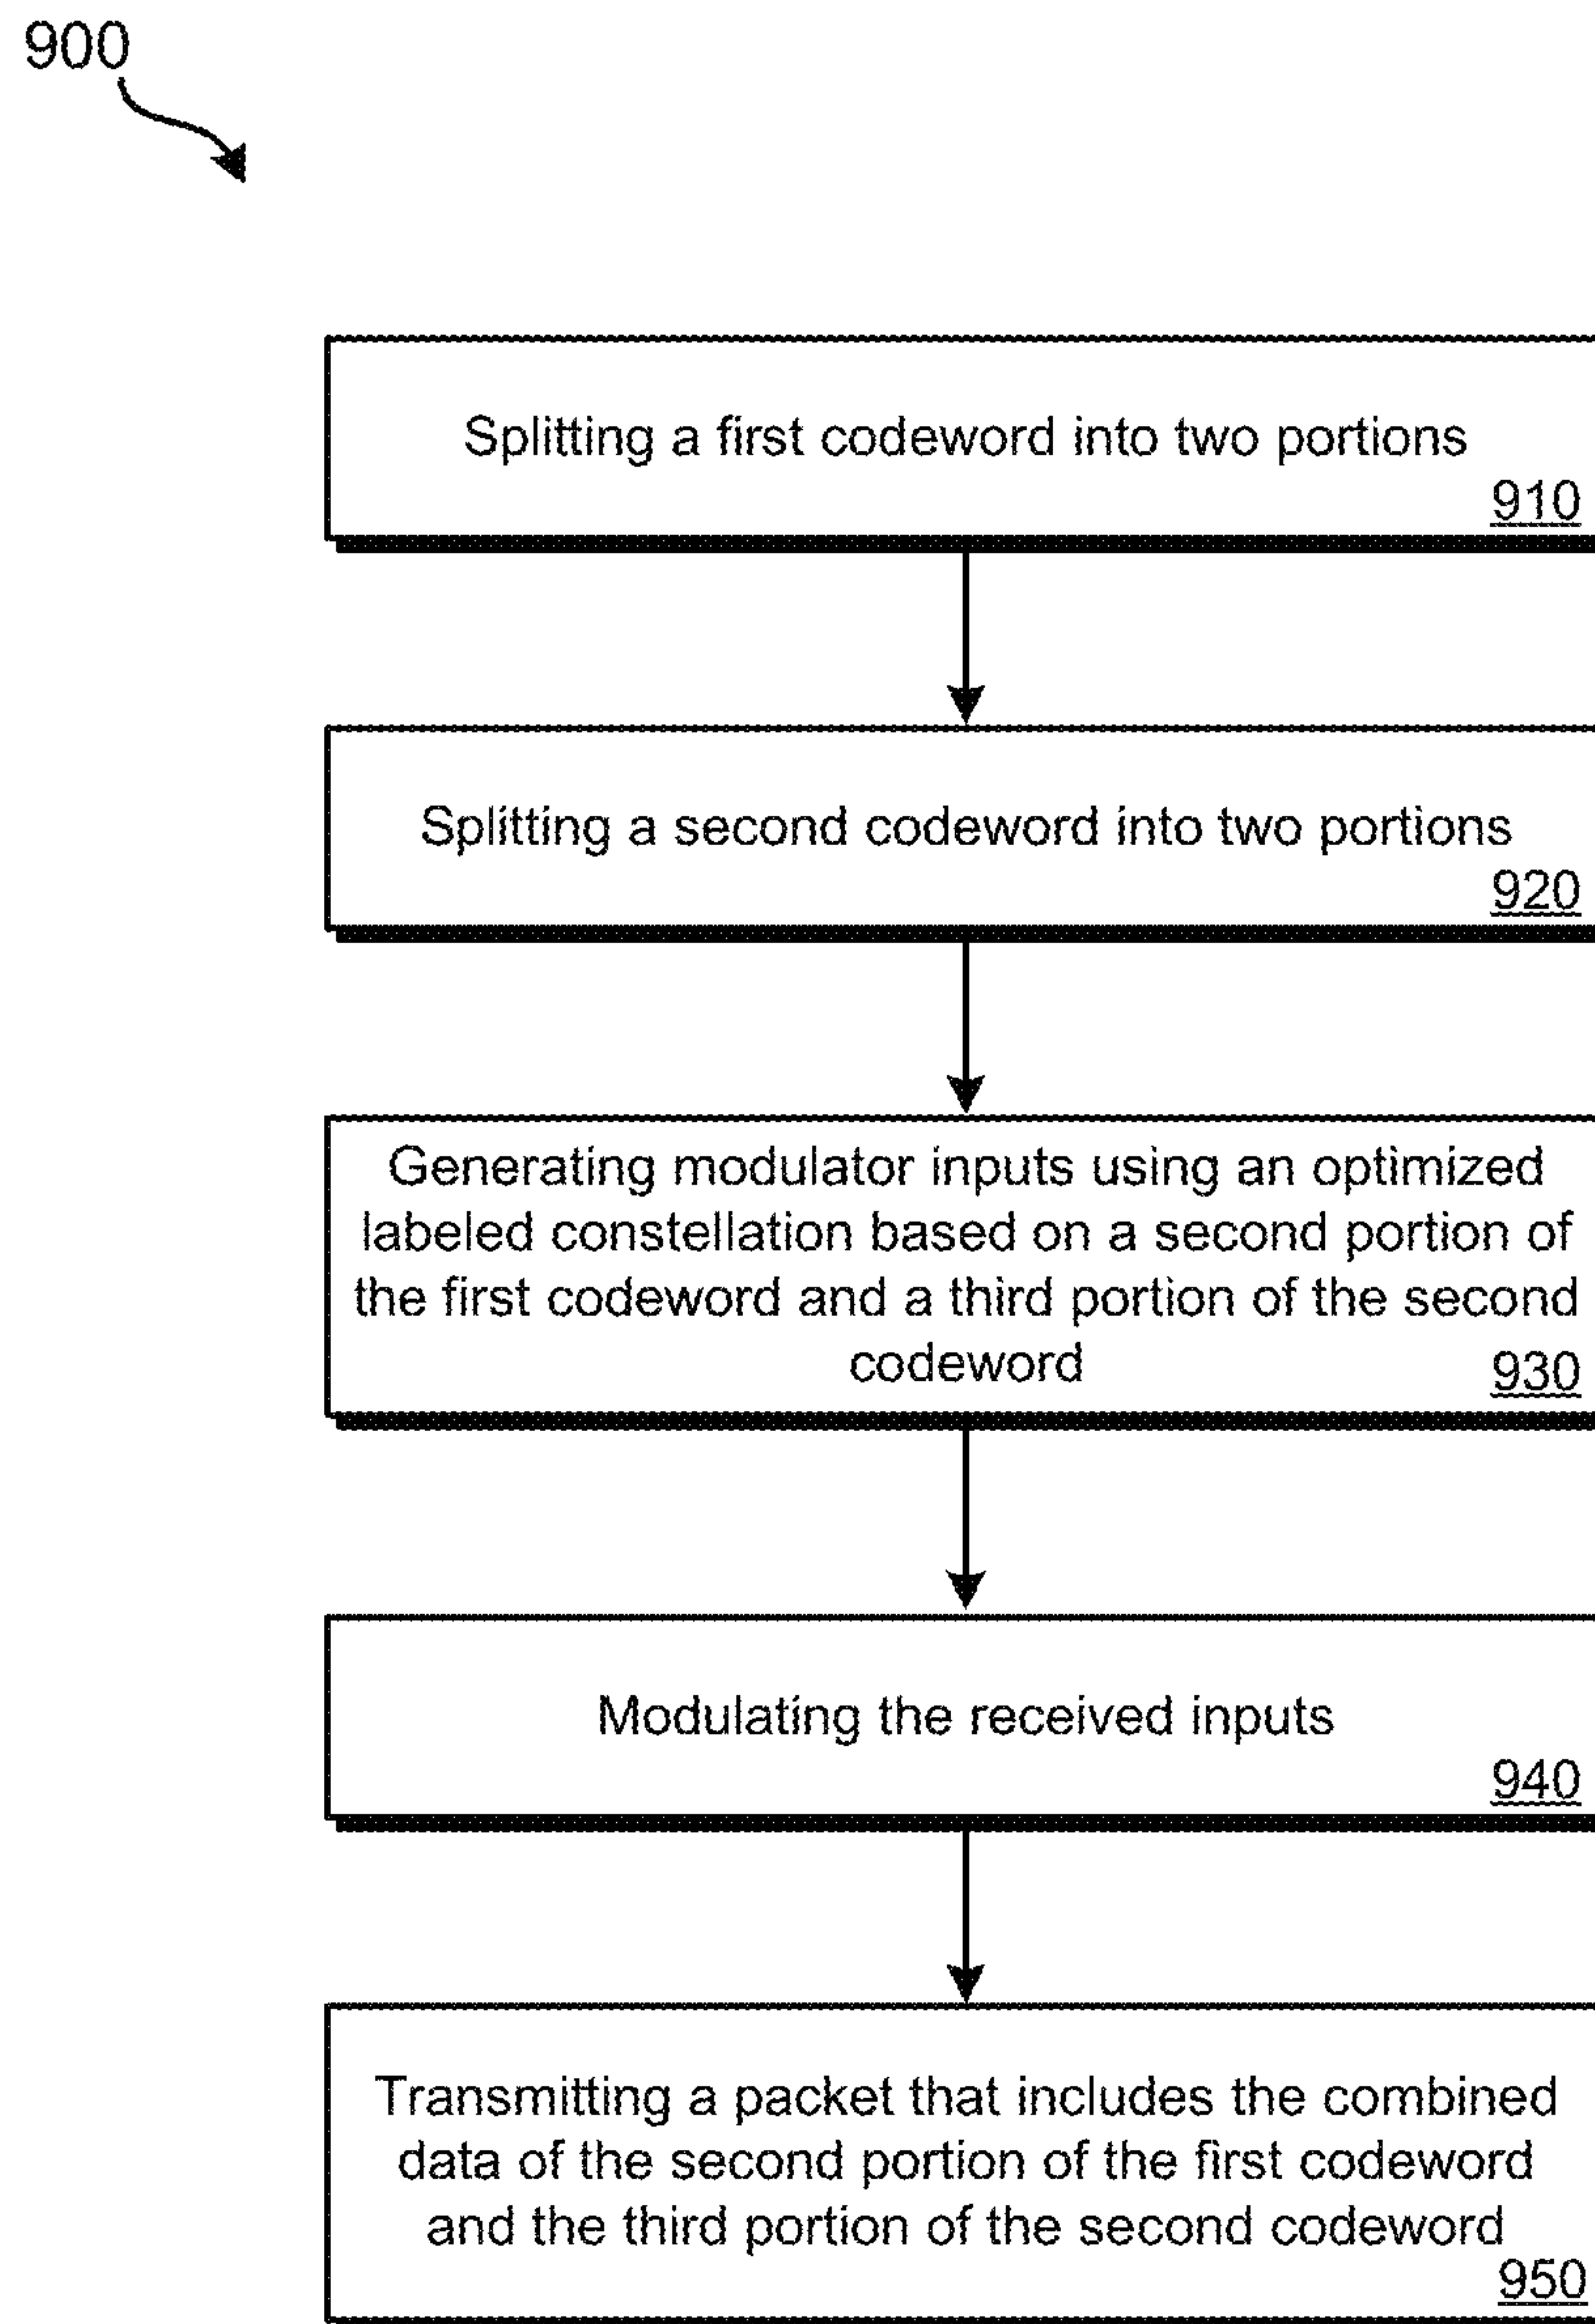 900
Splitting a first codeword into two portions
910
Splitting a second codeword into two portions
920
Generating modulator inputs using an optimized
labeled constellation based on a second portion of
the first codeword and a third portion of the second
codeword 930
Modulating the received inputs
940
Transmitting a packet that includes the combined
data of the second portion of the first codeword
and the third portion of the second codeword
950